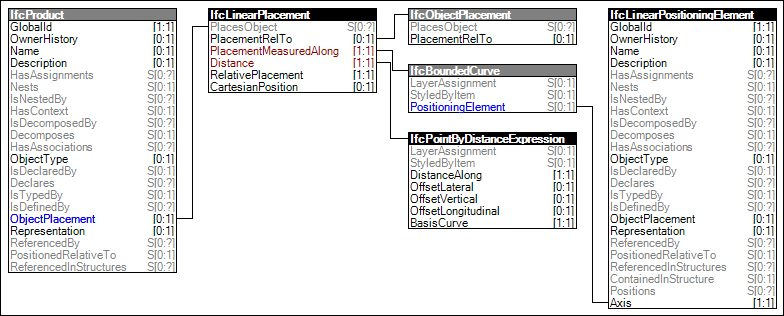 IfcProduct
GlobalId [1:1]
OwnerHistory [0:1]
Name [0:1]
Description [0:1]
HasAssignments S[0:?]
Nests S[0:1]
IsNestedBy S[0:?]
HasContext S[0:1]
IsDecomposedBy S[0:?]
Decomposes S[0:1]
HasAssociations S[0:?]
ObjectType [0:1]
IsDeclaredBy S[0:1]
Declares S[0:?]
IsTypedBy S[0:1]
IsDefinedBy S[0:?]
ObjectPlacement [0:1]
Representation [0:1]
ReferencedBy S[0:?]
PositionedRelativeTo S[0:1]
ReferencedInStructures S[0:?]
IfcLinearPlacement
PlacesObject S[0:?]
PlacementRelTo [0:1]
PlacementMeasuredAlong [1:1]
Distance [1:1]
RelativePlacement [1:1]
CartesianPosition [0:1]
IfcObjectPlacement
PlacesObject S[0:?]
PlacementRelTo [0:1]
IfcBoundedCurve
LayerAssignment S[0:1]
StyledByItem S[0:1]
PositioningElement S[0:1]
IfcPointByDistanceExpression
LayerAssignment S[0:1]
StyledByItem S[0:1]
DistanceAlong [1:1]
OffsetLateral [0:1]
OffsetVertical [0:1]
OffsetLongitudinal [0:1]
BasisCurve [1:1]
IfcLinearPositioningElement
GlobalId [1:1]
OwnerHistory [0:1]
Name [0:1]
Description [0:1]
HasAssignments S[0:?]
Nests S[0:1]
IsNestedBy S[0:?]
HasContext S[0:1]
IsDecomposedBy S[0:?]
Decomposes S[0:1]
HasAssociations S[0:?]
ObjectType [0:1]
IsDeclaredBy S[0:1]
Declares S[0:?]
IsTypedBy S[0:1]
IsDefinedBy S[0:?]
ObjectPlacement [0:1]
Representation [0:1]
ReferencedBy S[0:?]
PositionedRelativeTo S[0:1]
ReferencedInStructures S[0:?]
ContainedInStructure S[0:1]
Positions S[0:?]
Axis [1:1]